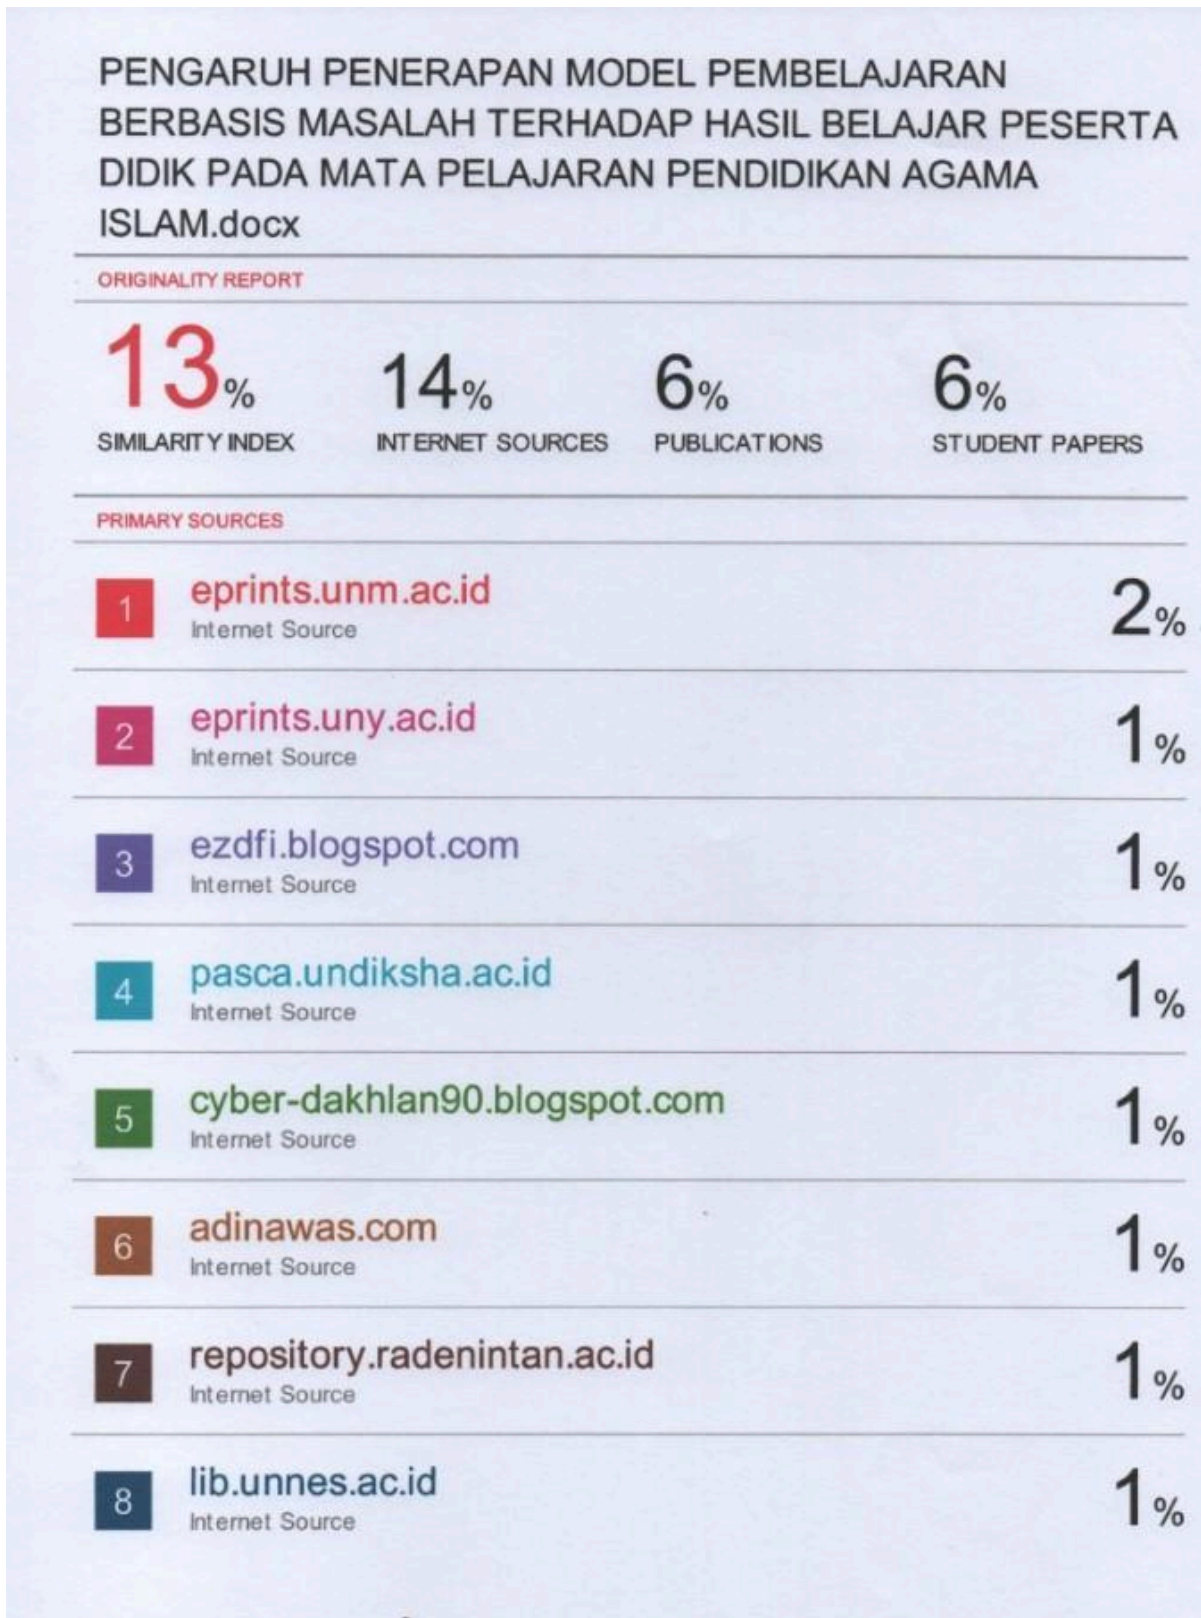 PENGARUH PENERAPAN MODEL PEMBELAJARAN
BERBASIS MASALAH TERHADAP HASIL BELAJAR PESERTA
DIDIK PADA MATA PELAJARAN PENDIDIKAN AGAMA
ISLAM.docx
ORIGINALITY REPORT
13% 14% 6% 6%
SIMILARITY INDEX INTERNET SOURCES PUBLICATIONS STUDENT PAPERS
PRIMARY SOURCES
1 eprints.unm.ac.id 2%
Internet Source
2 eprints.uny.ac.id 1%
Internet Source
3 ezdfi.blogspot.com 1%
Internet Source
4 pasca.undiksha.ac.id 1%
Internet Source
5 cyber-dakhlan90.blogspot.com 1%
Internet Source
6 adinawas.com 1%
Internet Source
7 repository.radenintan.ac.id 1%
Internet Source
8 lib.unnes.ac.id 1%
Internet Source